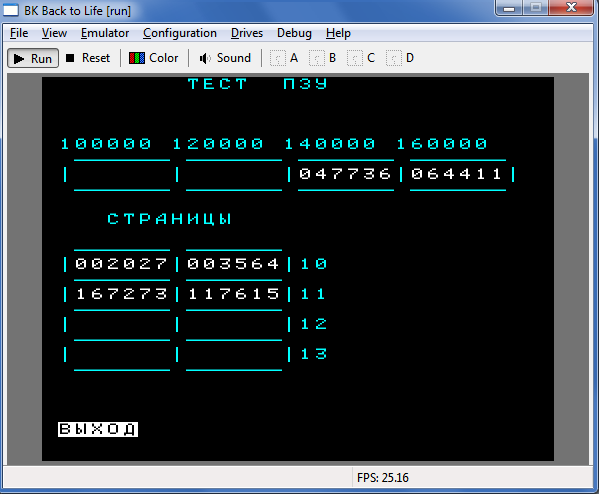 BK Back to Life [run]
File View Emulator Configuration Drives Debug Help
Run Reset Color Sound A B C D
ТЕСТ ПЗУ
100000 120000 140000 160000
047736 064411
СТРАНИЦЫ
002027 003564 10
167273 117615 11
12
13
ВЫХОД
FPS: 25.16